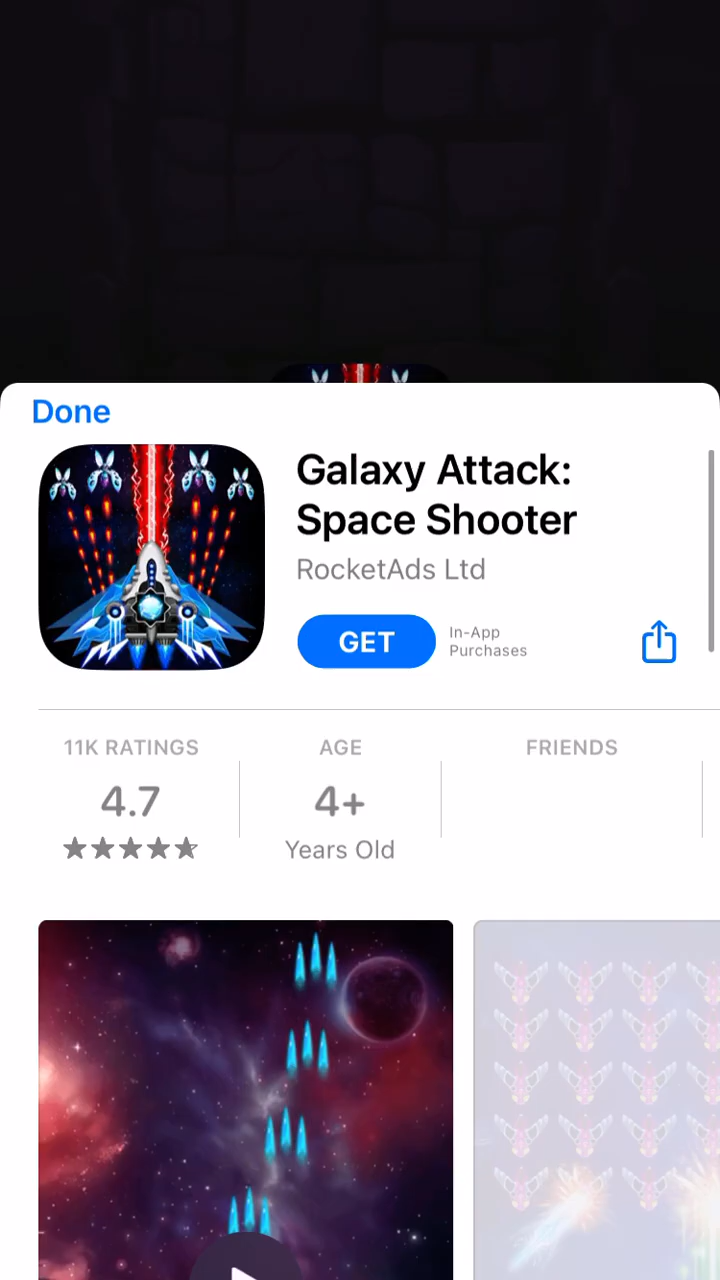 Done
Galaxy Attack:
Space Shooter
RocketAds Ltd
GET
In-App
Purchases
11K RATINGS
AGE
FRIENDS
4.7
4+
Years Old